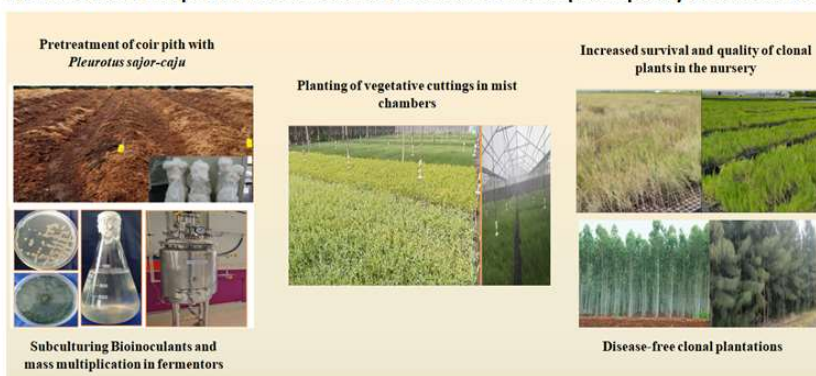 Pretreatment of coir pith with
Pleurotus sajor-caju
Planting of vegetative cuttings in mist
chambers
Increased survival and quality of clonal
plants in the nursery
Subculturing Bioinoculants and
mass multiplication in fermentors
Disease-free clonal plantations